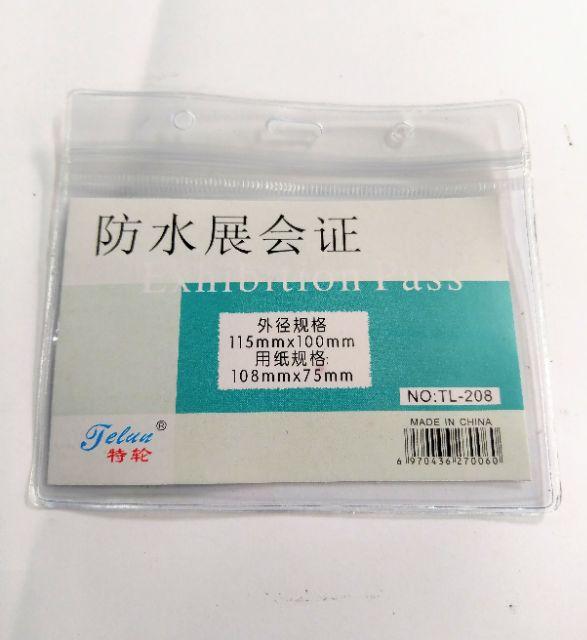 防水展会证
Exhibition Pass
外径规格
115mmx100mm
用纸规格:
108mmx75mm
NO:TL-208
MADE IN CHINA
6 970436 270060
Telun®
特轮